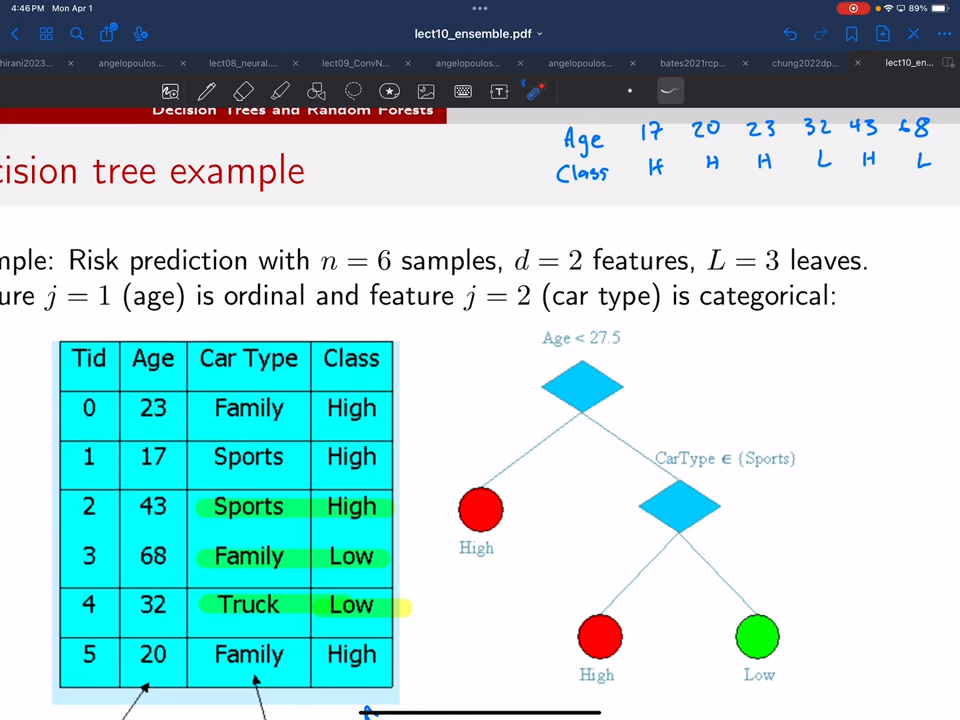 4:46 PM Mon Apr 1
89%
lect10_ensemble.pdf
hirani2023...
angelopoulos...
lect08_neural...
lect09_ConvN...
angelopoulos...
angelopoulos...
bates2021rcp...
chung2022dp...
lect10_en...
Decision Trees and Random Forests
Age 17 20 23 32 43 68
Class H H H L H L
cision tree example
mple: Risk prediction with n = 6 samples, d = 2 features, L = 3 leaves.
ure j = 1 (age) is ordinal and feature j = 2 (car type) is categorical:
Tid Age Car Type Class
0 23 Family High
1 17 Sports High
2 43 Sports High
3 68 Family Low
4 32 Truck Low
5 20 Family High
Age < 27.5
CarType ∈ {Sports}
High
High
Low